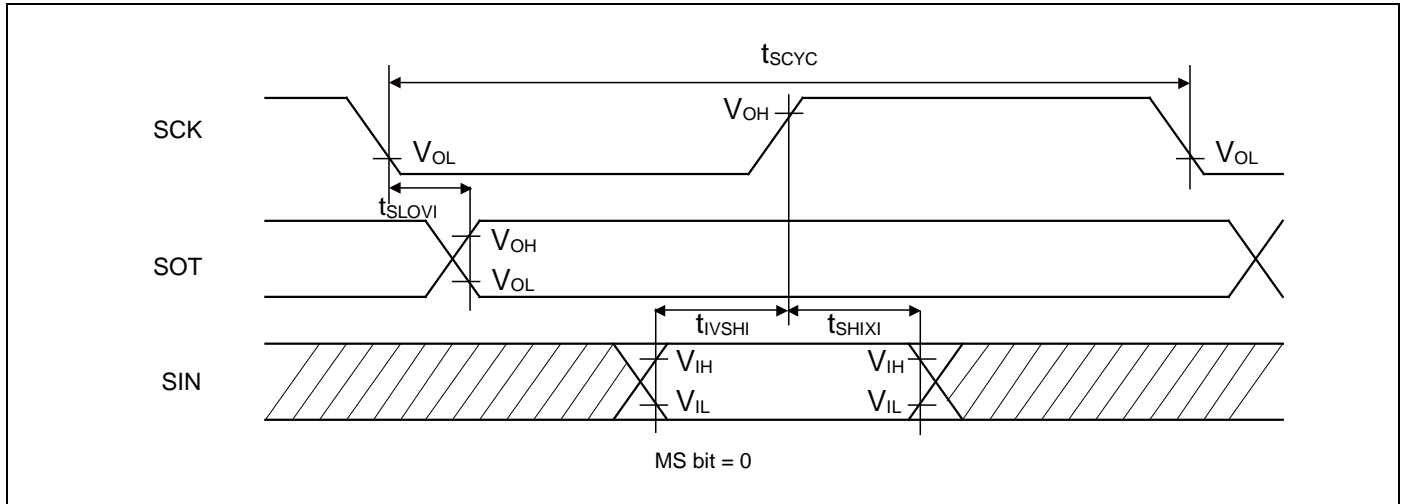 tSCYC
SCK
VOH
VOL
VOL
tSLOVI
SOT
VOH
VOL
tIVSHI
tSHIXI
SIN
VIH
VIH
VIL
VIL
MS bit = 0